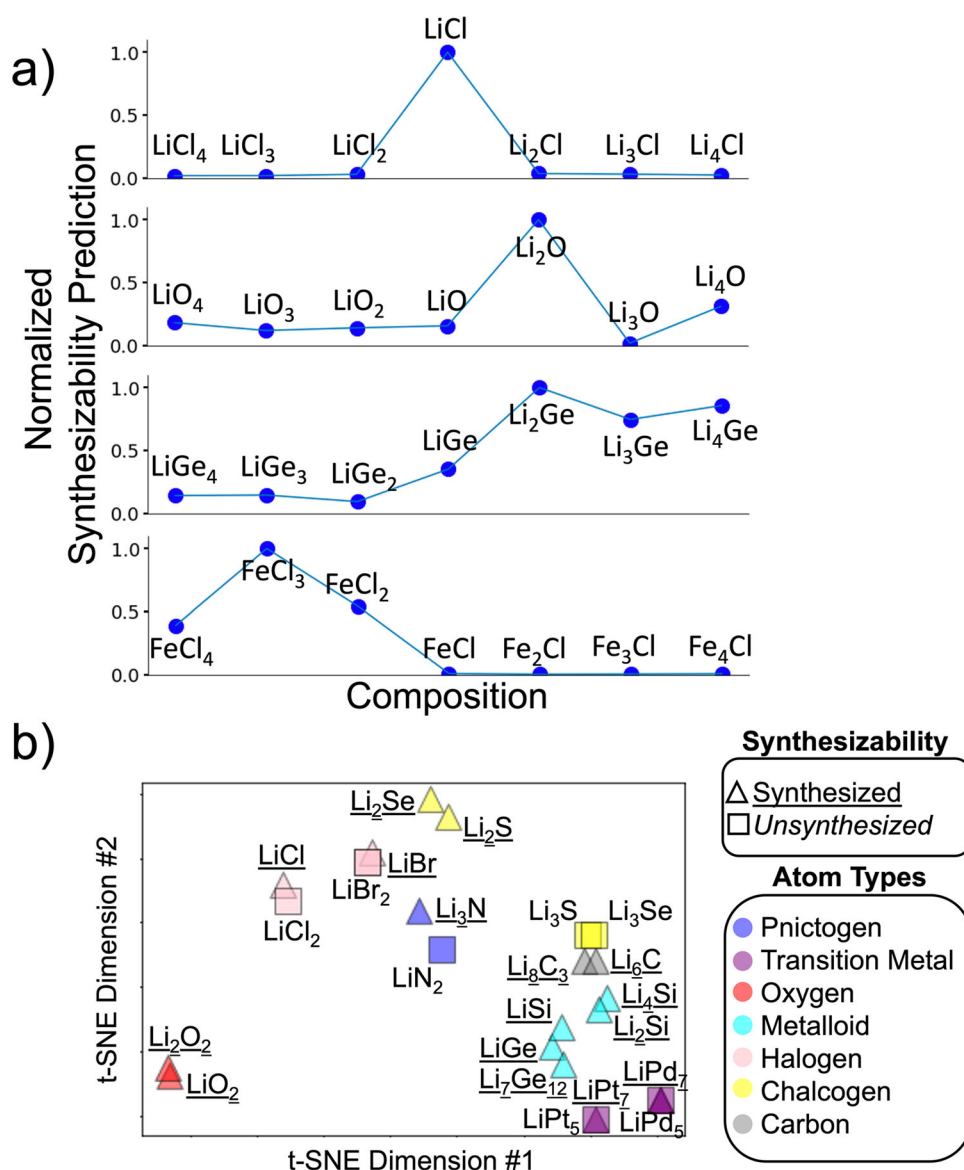 a)
Normalized
Synthesizability Prediction
1.0
0.5
0.0
LiCl₄ LiCl₃ LiCl₂ LiCl Li₂Cl Li₃Cl Li₄Cl
1.0
0.5
0.0
LiO₄ LiO₃ LiO₂ LiO Li₂O Li₃O Li₄O
1.0
0.5
0.0
LiGe₄ LiGe₃ LiGe₂ LiGe Li₂Ge Li₃Ge Li₄Ge
1.0
0.5
0.0
FeCl₄ FeCl₃ FeCl₂ FeCl Fe₂Cl Fe₃Cl Fe₄Cl
Composition
b)
t-SNE Dimension #2
Li₂Se
Li₂S
LiCl
LiBr
LiBr₂
LiCl₂
Li₃N
LiN₂
Li₃S Li₃Se
Li₈C₃ Li₆C
Li₄Si
LiSi
Li₂Si
LiGe
Li₇Ge₁₂
Li₂O₂
LiO₂
LiPd₇
LiPt₇
LiPt₅ LiPd₅
t-SNE Dimension #1
Synthesizability
Synthesized
Unsynthesized
Atom Types
Pnictogen
Transition Metal
Oxygen
Metalloid
Halogen
Chalcogen
Carbon